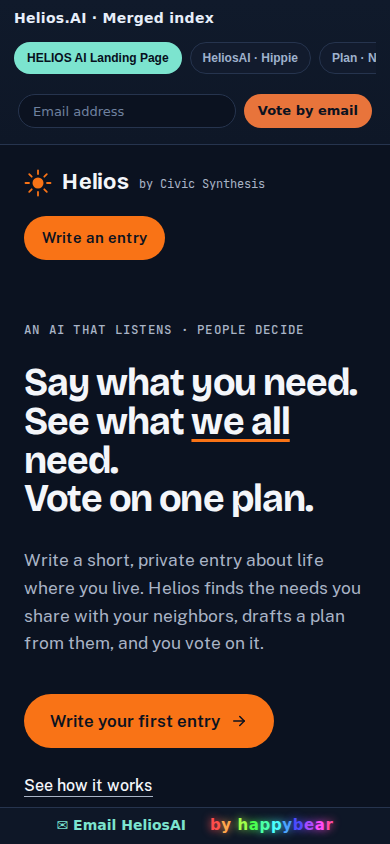 Helios.AI · Merged index
HELIOS AI Landing Page
HeliosAI · Hippie
Plan · N
Email address
Vote by email
Helios by Civic Synthesis
Write an entry
AN AI THAT LISTENS · PEOPLE DECIDE
Say what you need.
See what we all
need.
Vote on one plan.
Write a short, private entry about life
where you live. Helios finds the needs you
share with your neighbors, drafts a plan
from them, and you vote on it.
Write your first entry →
See how it works
✉ Email HeliosAI by happybear